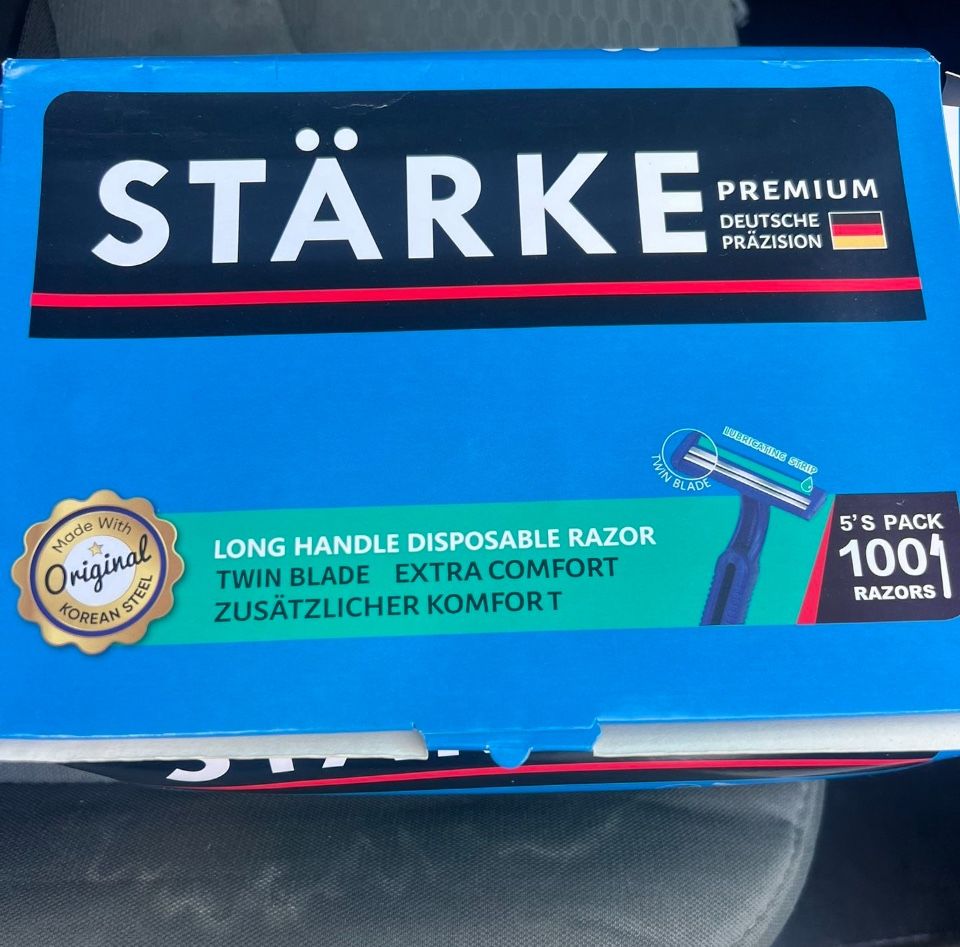 STÄRKE
PREMIUM
DEUTSCHE
PRÄZISION
LUBRICATING STRIP
TWIN BLADE
Made With
Original
KOREAN STEEL
LONG HANDLE DISPOSABLE RAZOR
TWIN BLADE EXTRA COMFORT
ZUSÄTZLICHER KOMFORT
5'S PACK
100
RAZORS